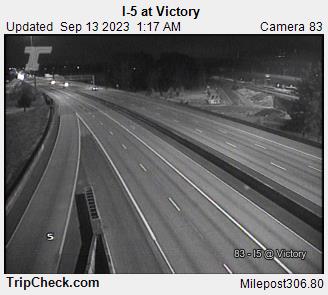 I-5 at Victory
Updated Sep 13 2023 1:17 AM Camera 83
T
S
83 - I5 @ Victory
TripCheck.com Milepost306.80